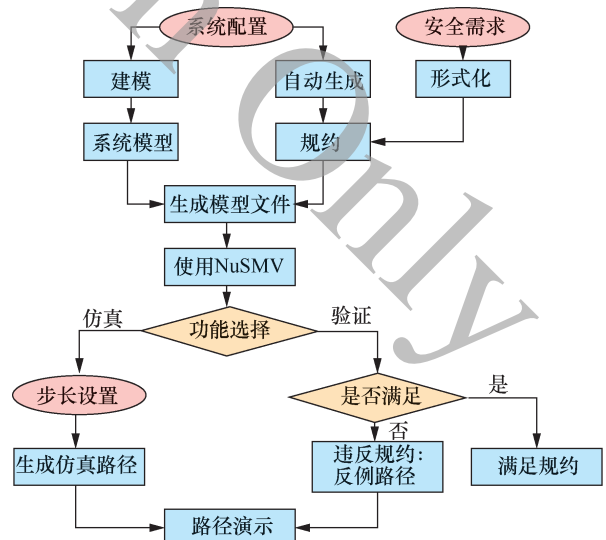 系统配置
安全需求
建模
自动生成
形式化
系统模型
规约
生成模型文件
使用NuSMV
功能选择
仿真
验证
步长设置
是否满足
是
否
生成仿真路径
违反规约:
反例路径
满足规约
路径演示
Only